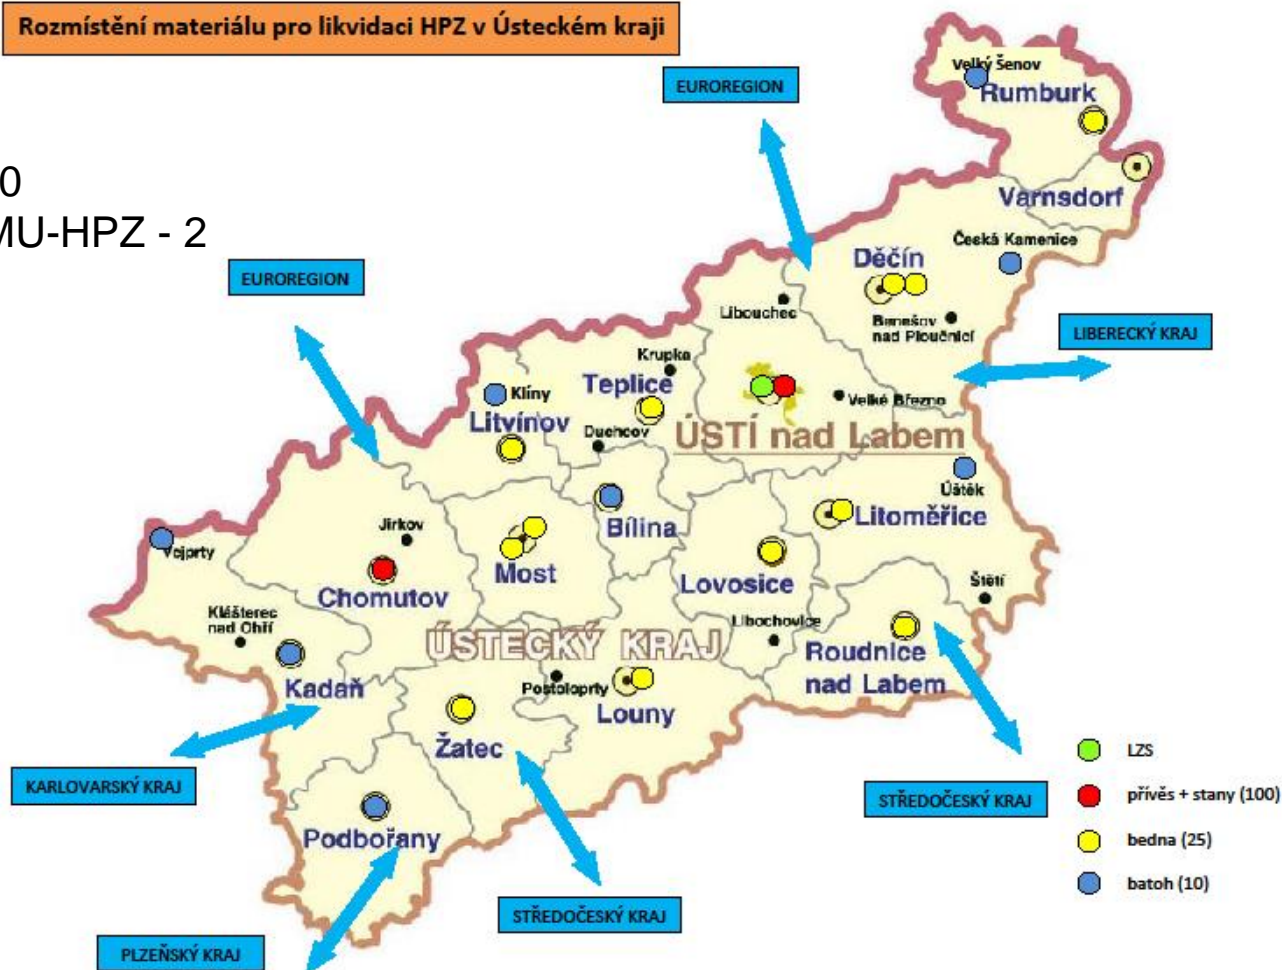 Rozmístění materiálu pro likvidaci HPZ v Ústeckém kraji
0
MU-HPZ - 2
EUROREGION
EUROREGION
Velký Šenov
Rumburk
Varnsdorf
Česká Kamenice
Děčín
Libouchec
Benešov
nad Ploučnicí
LIBERECKÝ KRAJ
Krupka
Teplice
Klíny
Litvínov
Duchcov
Velké Březno
ÚSTÍ nad Labem
Úštěk
Bílina
Litoměřice
Jirkov
Vejprty
Most
Lovosice
Chomutov
Štětí
Klášterec
nad Ohří
Libochovice
ÚSTECKÝ KRAJ
Roudnice
nad Labem
Kadaň
Postoloprty
Louny
Žatec
KARLOVARSKÝ KRAJ
STŘEDOČESKÝ KRAJ
Podbořany
STŘEDOČESKÝ KRAJ
PLZEŇSKÝ KRAJ
LZS
přívěs + stany (100)
bedna (25)
batoh (10)